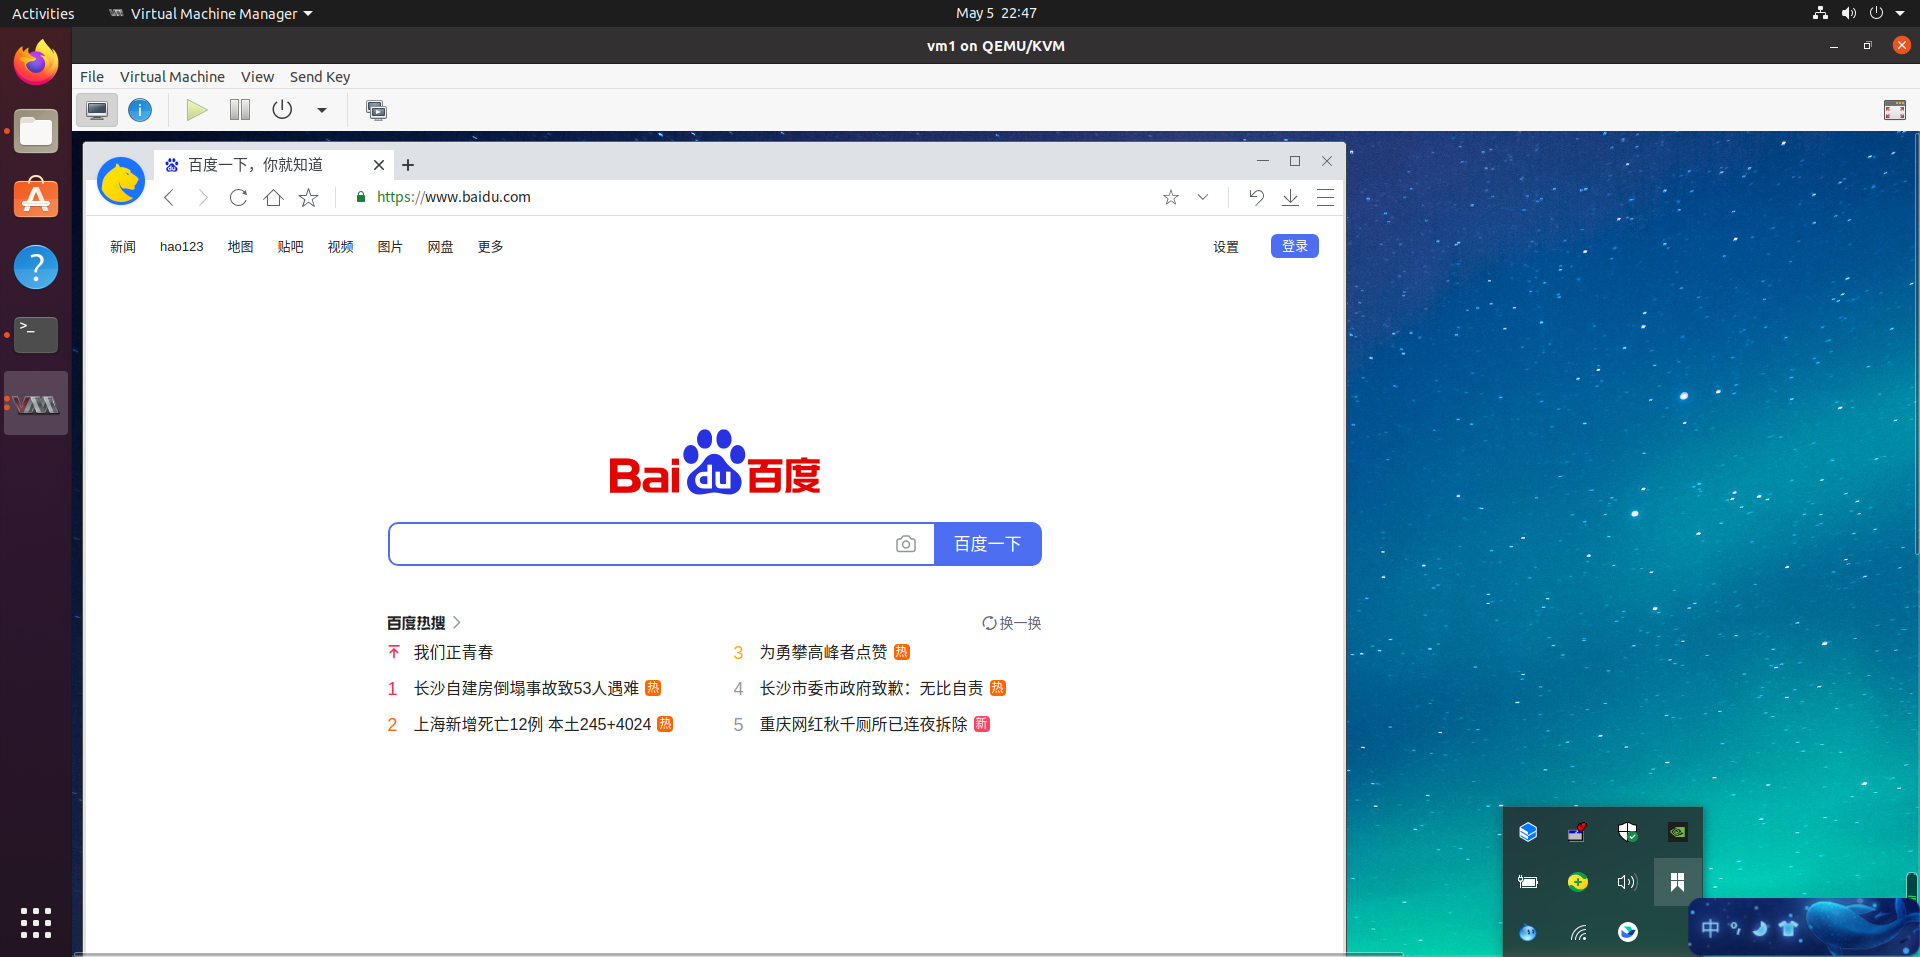 Activities Virtual Machine Manager May 5 22:47
vm1 on QEMU/KVM
File Virtual Machine View Send Key
百度一下，你就知道
https://www.baidu.com
新闻 hao123 地图 贴吧 视频 图片 网盘 更多 设置 登录
Bai du 百度
百度一下
百度热搜 换一换
我们正青春
1 长沙自建房倒塌事故致53人遇难 热
2 上海新增死亡12例 本土245+4024 热
3 为勇攀高峰者点赞 热
4 长沙市委市政府致歉：无比自责 热
5 重庆网红秋千厕所已连夜拆除 新
中